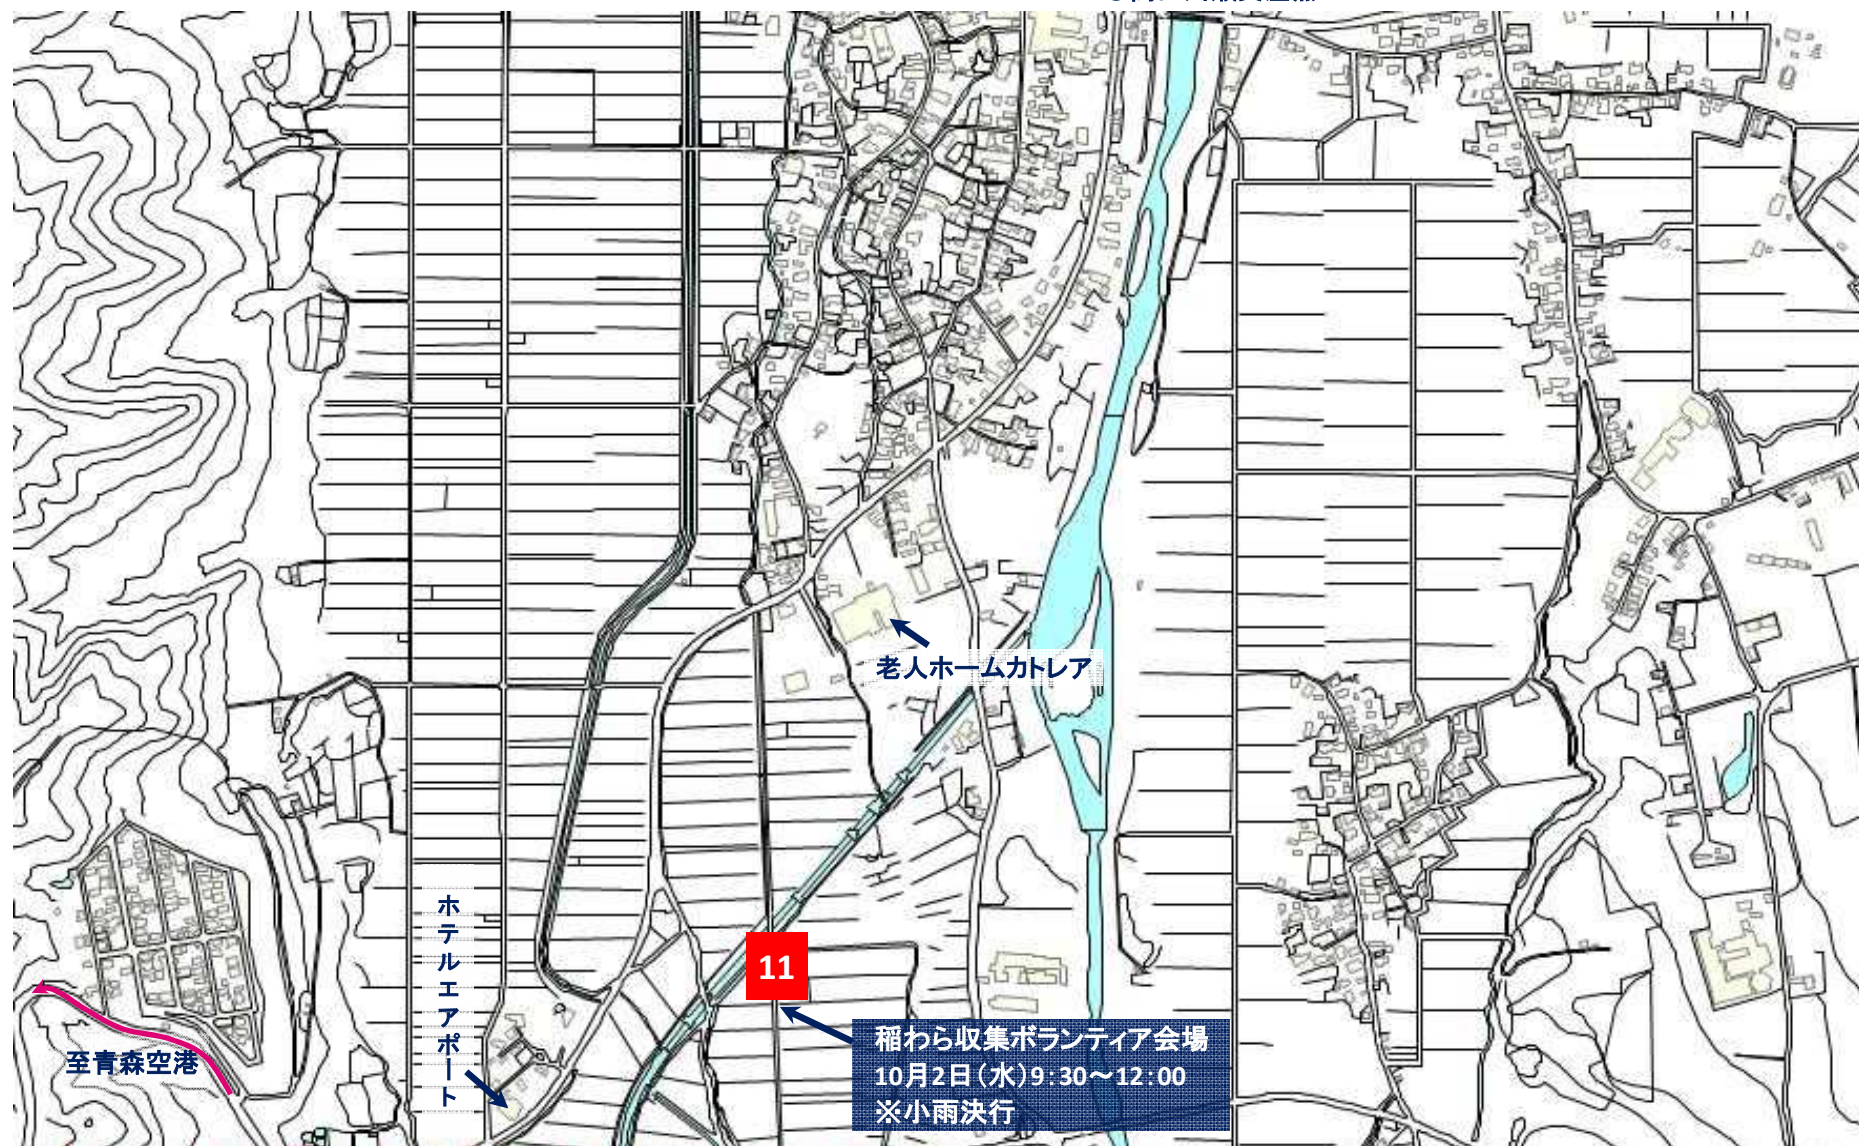 老人ホームカトレア
ホテルエアポート
11
稲わら収集ボランティア会場
10月2日(水)9:30～12:00
※小雨決行
至青森空港